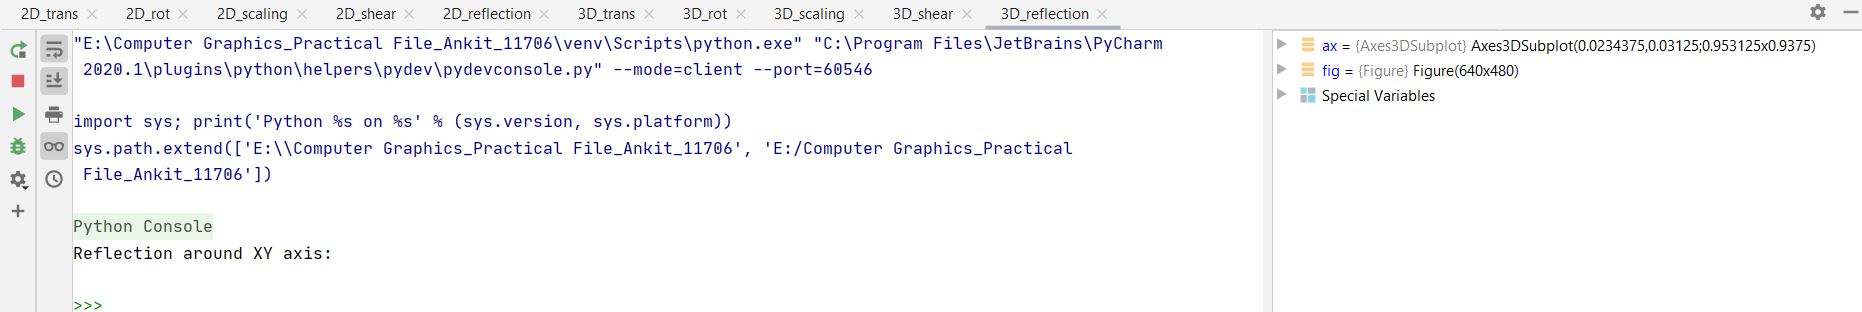 2D_trans 2D_rot 2D_scaling 2D_shear 2D_reflection 3D_trans 3D_rot 3D_scaling 3D_shear 3D_reflection
"E:\Computer Graphics_Practical File_Ankit_11706\venv\Scripts\python.exe" "C:\Program Files\JetBrains\PyCharm
2020.1\plugins\python\helpers\pydev\pydevconsole.py" --mode=client --port=60546
import sys; print('Python %s on %s' % (sys.version, sys.platform))
sys.path.extend(['E:\\Computer Graphics_Practical File_Ankit_11706', 'E:/Computer Graphics_Practical
File_Ankit_11706'])
Python Console
Reflection around XY axis:
>>>
ax = {Axes3DSubplot} Axes3DSubplot(0.0234375,0.03125;0.953125x0.9375)
fig = {Figure} Figure(640x480)
Special Variables